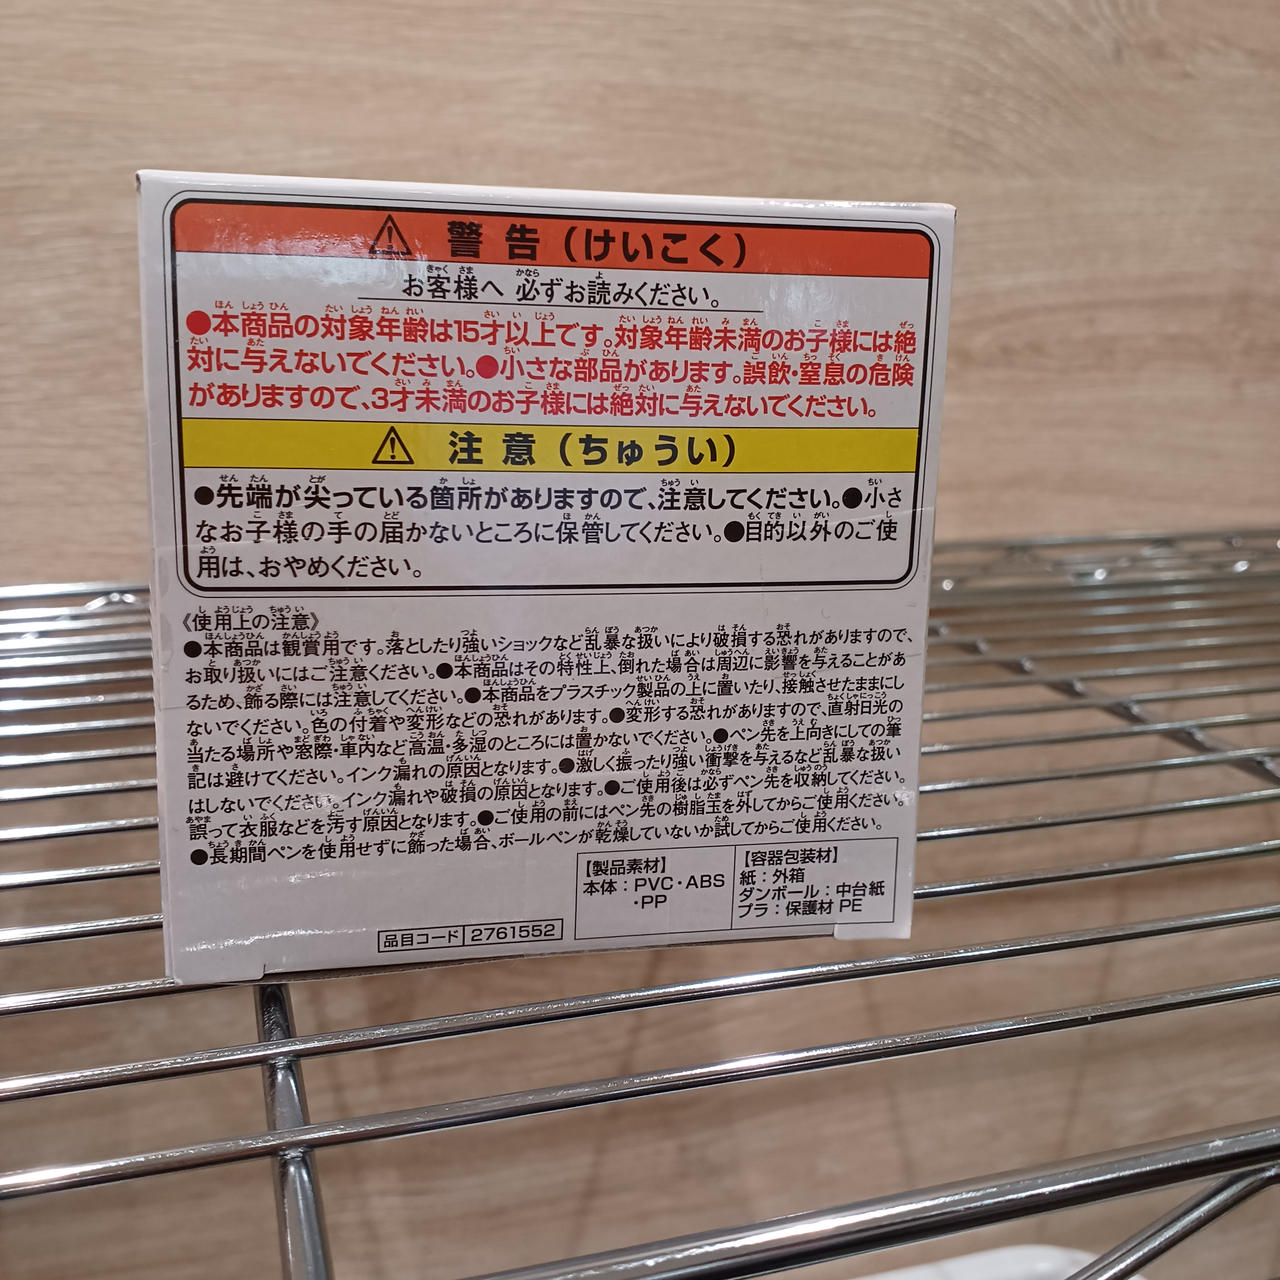 警告(けいこく)
お客様へ 必ずお読みください。
●本商品の対象年齢は15才以上です。対象年齢未満のお子様には絶
対に与えないでください。●小さな部品があります。誤飲・窒息の危険
がありますので、3才未満のお子様には絶対に与えないでください。
注意(ちゅうい)
●先端が尖っている箇所がありますので、注意してください。●小さ
なお子様の手の届かないところに保管してください。●目的以外のご使
用は、おやめください。
《使用上の注意》
●本商品は観賞用です。落としたり強いショックなど乱暴な扱いにより破損する恐れがありますので、
お取り扱いにはご注意ください。●本商品はその特性上、倒れた場合は周辺に影響を与えることがあ
るため、飾る際には注意してください。●本商品をプラスチック製品の上に置いたり、接触させたままにし
ないでください。色の付着や変形などの恐れがあります。●変形する恐れがありますので、直射日光の
当たる場所や窓際・車内など高温・多湿のところには置かないでください。●ペン先を上向きにしての筆
記は避けてください。インク漏れの原因となります。●激しく振ったり強い衝撃を与えるなど乱暴な扱い
はしないでください。インク漏れや破損の原因となります。●ご使用後は必ずペン先を収納してください。
誤って衣服などを汚す原因となります。●ご使用の前にはペン先の樹脂玉を外してからご使用ください。
●長期間ペンを使用せずに飾った場合、ボールペンが乾燥していないか試してからご使用ください。
【製品素材】
本体：PVC・ABS
・PP
【容器包装材】
紙：外箱
ダンボール：中台紙
プラ：保護材 PE
品目コード 2761552